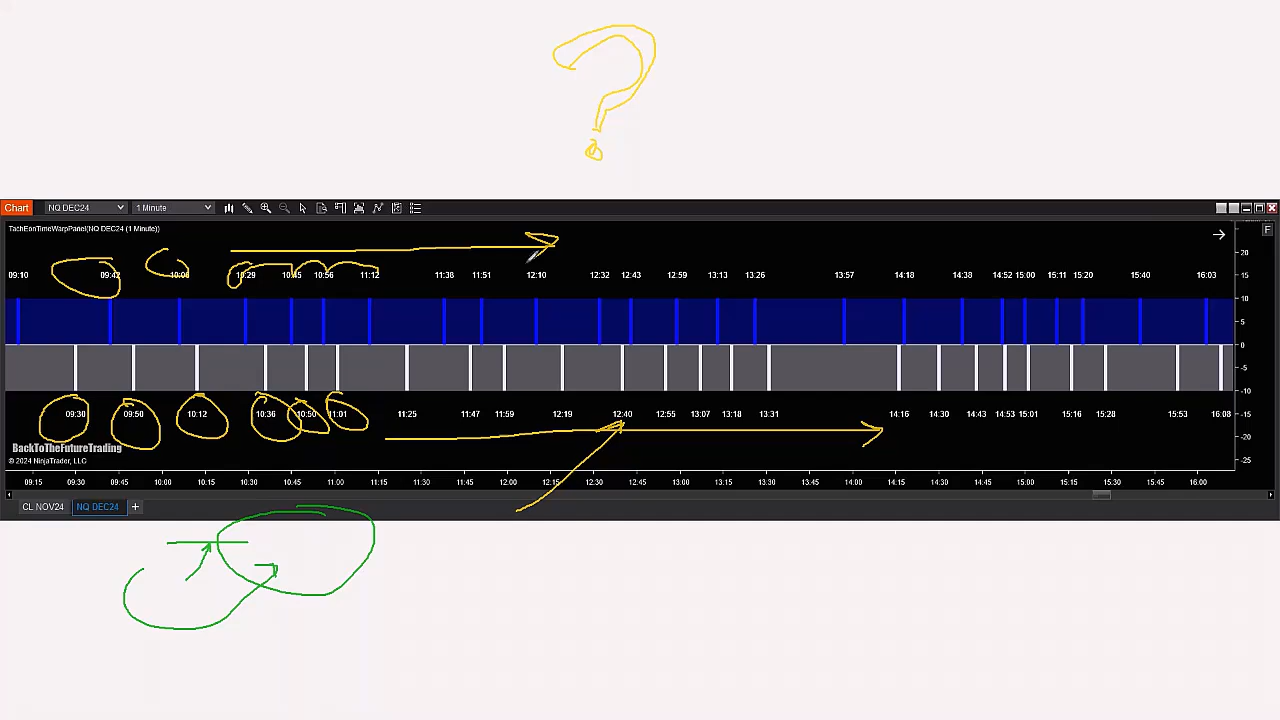 ?
Chart NQ DEC24 1 Minute
TachEonTimeWarpPanel(NQ DEC24 (1 Minute)) F
20
09:10 09:42 10:06 10:29 10:45 10:56 11:12 11:38 11:51 12:10 12:32 12:43 12:59 13:13 13:26 13:57 14:18 14:38 14:52 15:00 15:11 15:20 15:40 16:03 15
10
5
0
-5
-10
09:30 09:50 10:12 10:36 10:50 11:01 11:25 11:47 11:59 12:19 12:40 12:55 13:07 13:18 13:31 14:16 14:30 14:43 14:53 15:01 15:16 15:28 15:53 16:08 -15
-20
BackToTheFutureTrading
© 2024 NinjaTrader, LLC -25
09:15 09:30 09:45 10:00 10:15 10:30 10:45 11:00 11:15 11:30 11:45 12:00 12:15 12:30 12:45 13:00 13:15 13:30 13:45 14:00 14:15 14:30 14:45 15:00 15:15 15:30 15:45 16:00
CL NOV24 NQ DEC24 +